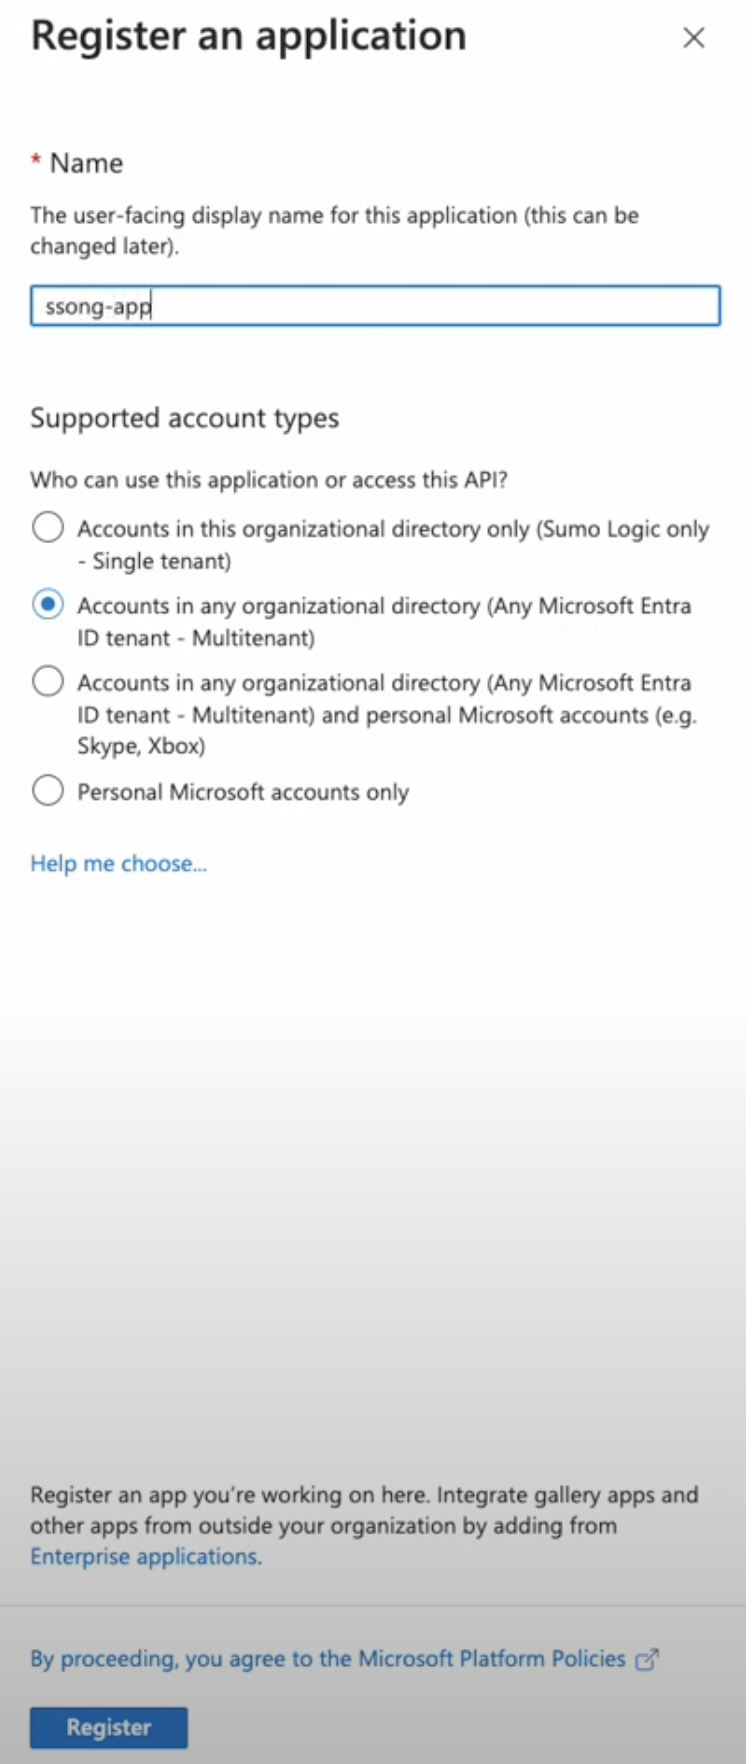 Register an application
* Name
The user-facing display name for this application (this can be
changed later).
ssong-app
Supported account types
Who can use this application or access this API?
Accounts in this organizational directory only (Sumo Logic only
- Single tenant)
Accounts in any organizational directory (Any Microsoft Entra
ID tenant - Multitenant)
Accounts in any organizational directory (Any Microsoft Entra
ID tenant - Multitenant) and personal Microsoft accounts (e.g.
Skype, Xbox)
Personal Microsoft accounts only
Help me choose...
Register an app you're working on here. Integrate gallery apps and
other apps from outside your organization by adding from
Enterprise applications.
By proceeding, you agree to the Microsoft Platform Policies
Register